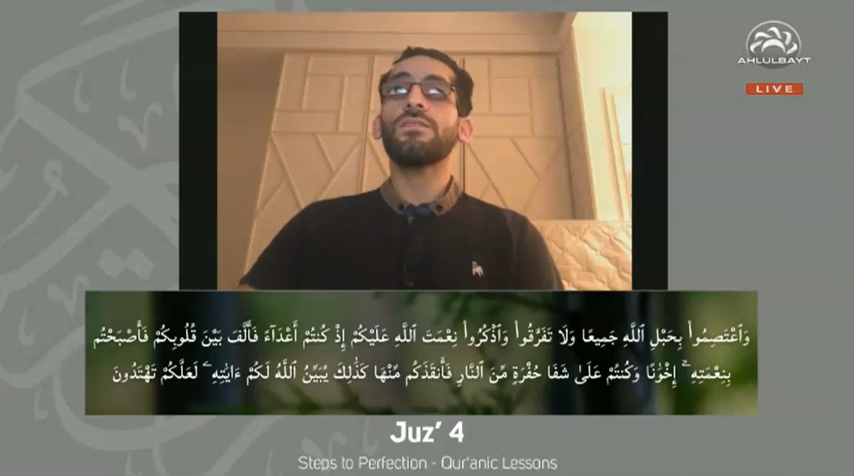 AHLULBAYT
LIVE
وَٱعْتَصِمُوا۟ بِحَبْلِ ٱللَّهِ جَمِيعًا وَلَا تَفَرَّقُوا۟ وَٱذْكُرُوا۟ نِعْمَتَ ٱللَّهِ عَلَيْكُمْ إِذْ كُنتُمْ أَعْدَآءً فَأَلَّفَ بَيْنَ قُلُوبِكُمْ فَأَصْبَحْتُم
بِنِعْمَتِهِۦٓ إِخْوَٰنًا وَكُنتُمْ عَلَىٰ شَفَا حُفْرَةٍ مِّنَ ٱلنَّارِ فَأَنقَذَكُم مِّنْهَا كَذَٰلِكَ يُبَيِّنُ ٱللَّهُ لَكُمْ ءَايَٰتِهِۦ لَعَلَّكُمْ تَهْتَدُونَ
Juz' 4
Steps to Perfection - Qur'anic Lessons